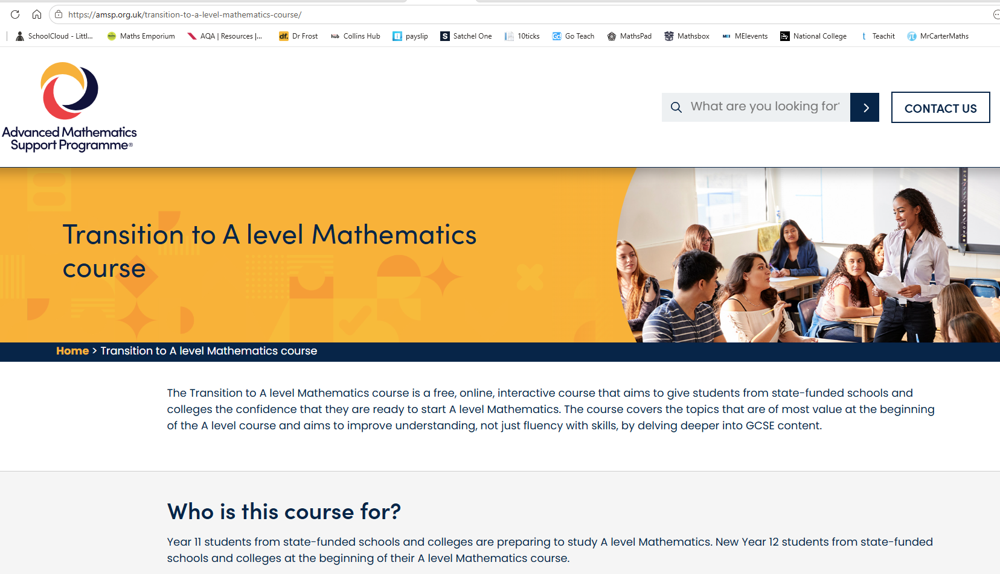 https://amsp.org.uk/transition-to-a-level-mathematics-course/
SchoolCloud - Littl... Maths Emporium AQA | Resources |... df. Dr Frost hub Collins Hub payslip S Satchel One 10ticks Go Teach MathsPad Mathsbox MEI MElevents National College t Teachit π MrCarterMaths
Advanced Mathematics
Support Programme®
What are you looking for
CONTACT US
Transition to A level Mathematics
course
Home > Transition to A level Mathematics course
The Transition to A level Mathematics course is a free, online, interactive course that aims to give students from state-funded schools and
colleges the confidence that they are ready to start A level Mathematics. The course covers the topics that are of most value at the beginning
of the A level course and aims to improve understanding, not just fluency with skills, by delving deeper into GCSE content.
Who is this course for?
Year 11 students from state-funded schools and colleges are preparing to study A level Mathematics. New Year 12 students from state-funded
schools and colleges at the beginning of their A level Mathematics course.